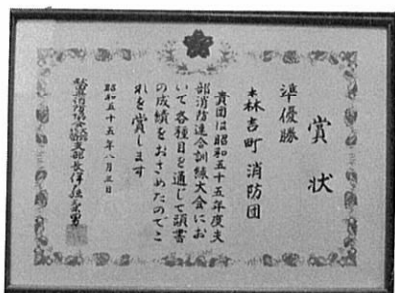 賞状
準優勝
森吉町消防団
貴団は昭和五十五年度支
部消防連合訓練大会にお
いて各種目を通じて頭書
の成績をおさめたのでこ
れを賞します
昭和五十五年八月三日